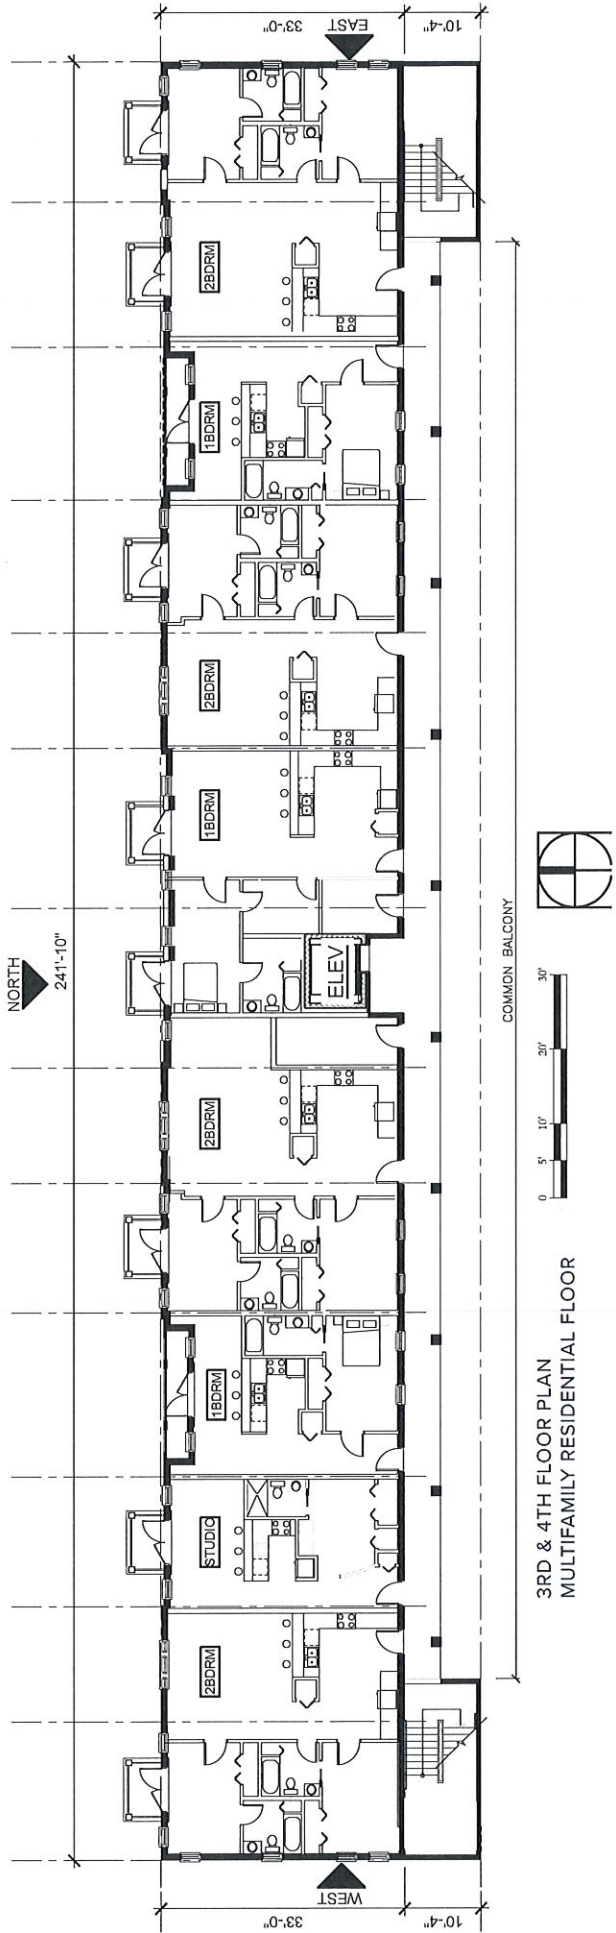 NORTH
241'-10"
33'-0"
10'-4"
WEST
EAST
33'-0"
10'-4"
2BDRM
STUDIO
1BDRM
2BDRM
ELEV
1BDRM
2BDRM
1BDRM
2BDRM
COMMON BALCONY
3RD & 4TH FLOOR PLAN
MULTIFAMILY RESIDENTIAL FLOOR
0 5' 10' 20' 30'